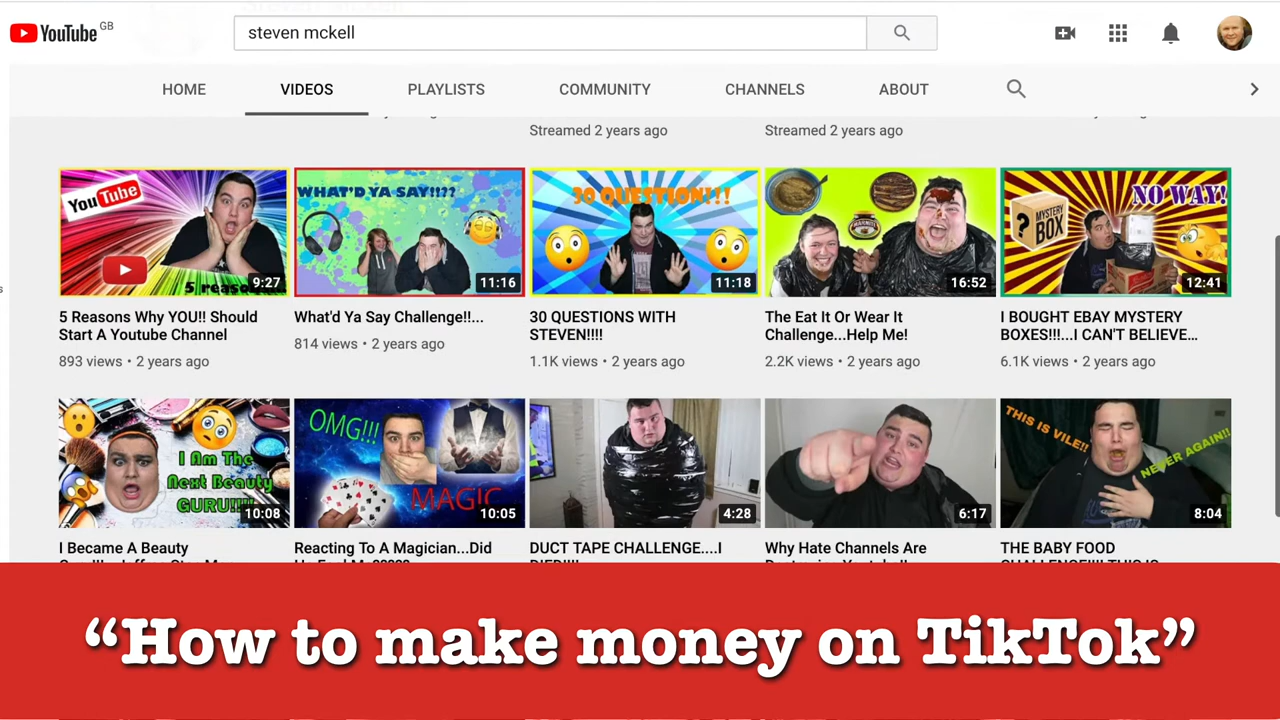 YouTube GB
steven mckell
HOME VIDEOS PLAYLISTS COMMUNITY CHANNELS ABOUT
Streamed 2 years ago
Streamed 2 years ago
YouTube
5 reaso
9:27
WHAT'D YA SAY!!??
11:16
30 QUESTION!!!
11:18
MARMITE
16:52
NO WAY!
? MYSTERY
BOX
12:41
5 Reasons Why YOU!! Should
Start A Youtube Channel
893 views • 2 years ago
What'd Ya Say Challenge!!...
814 views • 2 years ago
30 QUESTIONS WITH
STEVEN!!!!
1.1K views • 2 years ago
The Eat It Or Wear It
Challenge...Help Me!
2.2K views • 2 years ago
I BOUGHT EBAY MYSTERY
BOXES!!!...I CAN'T BELIEVE...
6.1K views • 2 years ago
I Am The
Next Beauty
GURU!!!!
10:08
OMG!!!
MAGIC
10:05
4:28
6:17
THIS IS VILE!!
NEVER AGAIN!!
8:04
I Became A Beauty
Reacting To A Magician...Did
DUCT TAPE CHALLENGE....I
Why Hate Channels Are
THE BABY FOOD
“How to make money on TikTok”